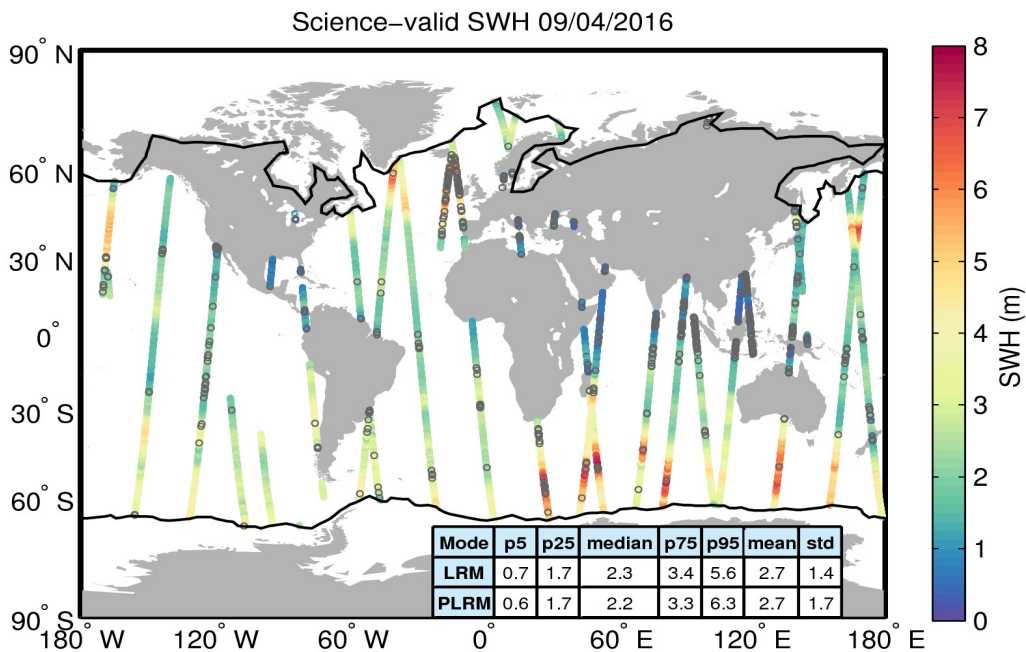 Science-valid SWH 09/04/2016
90° N
60° N
30° N
0°
30° S
60° S
90° S
180° W
120° W
60° W
0°
60° E
120° E
180° E
8
7
6
5
4
3
2
1
0
SWH (m)
Mode p5 p25 median p75 p95 mean std
LRM 0.7 1.7 2.3 3.4 5.6 2.7 1.4
PLRM 0.6 1.7 2.2 3.3 6.3 2.7 1.7